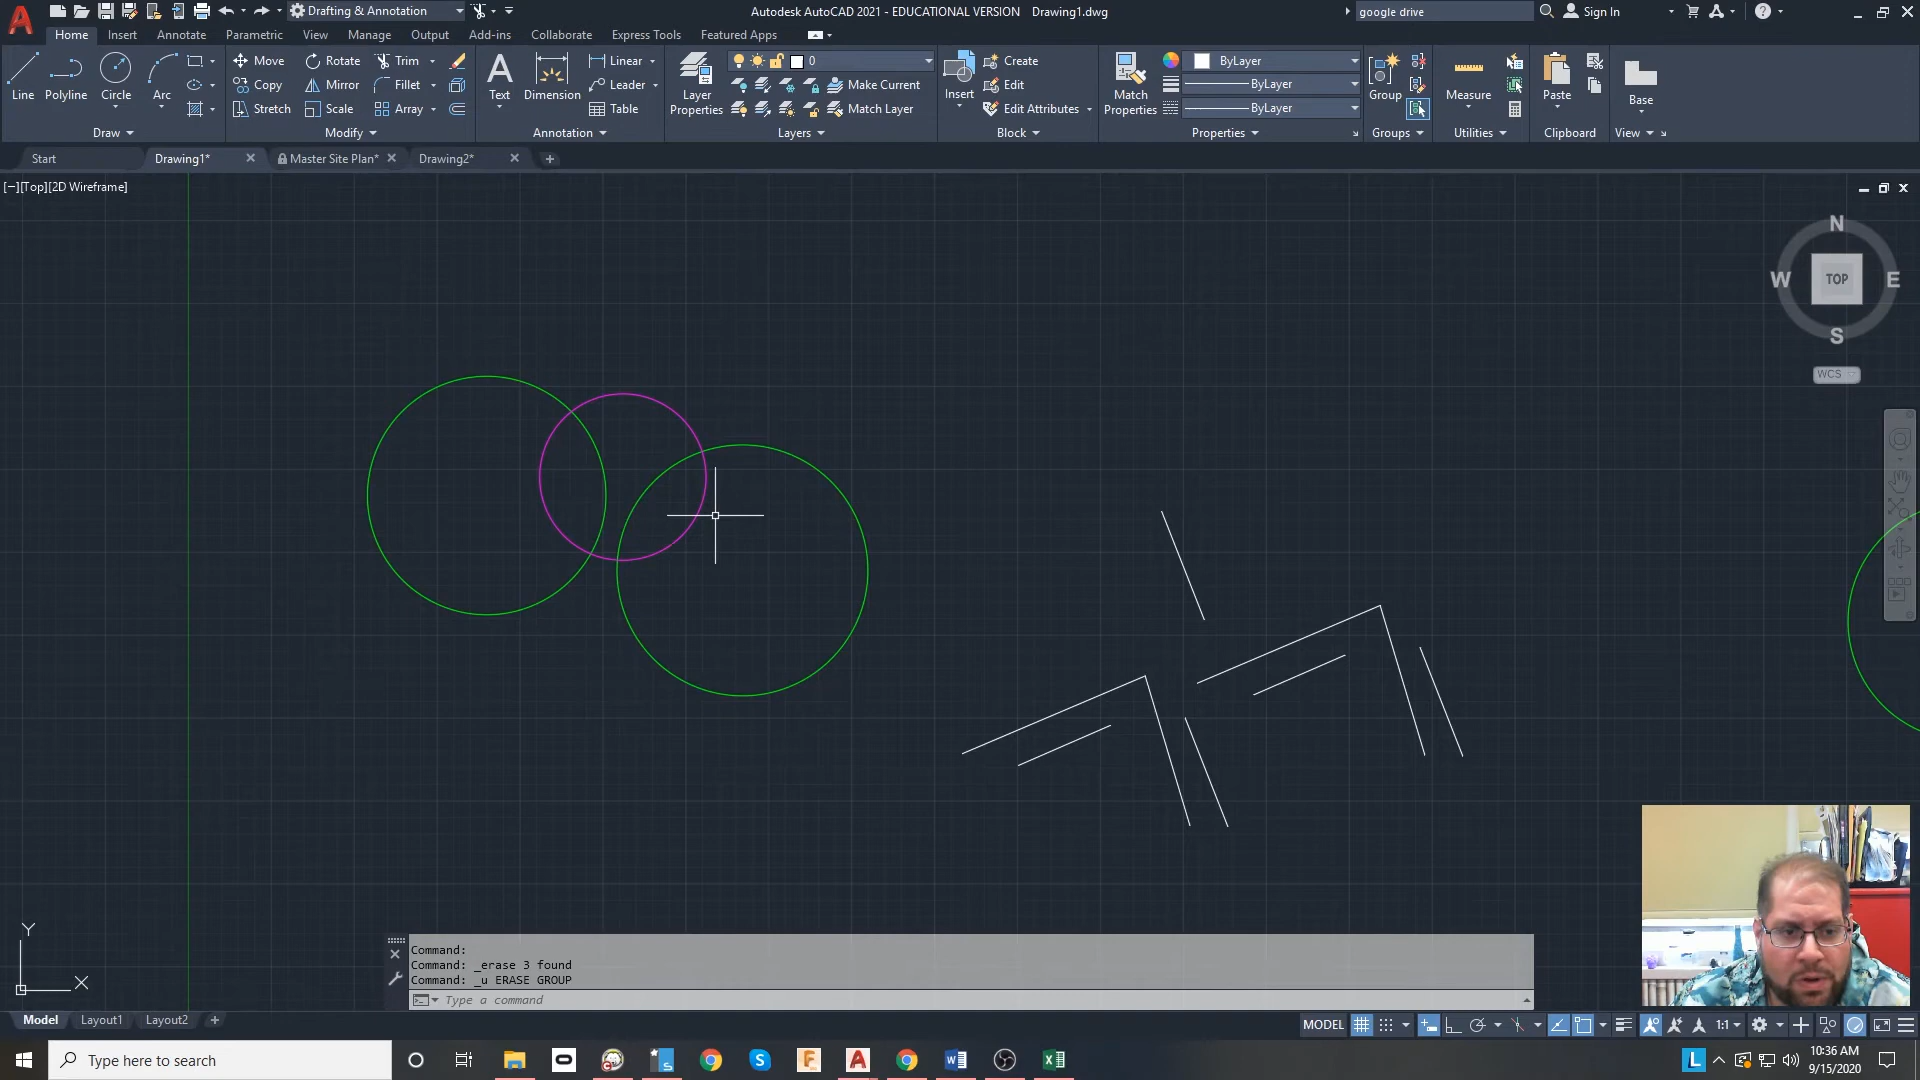 Drafting & Annotation
Autodesk AutoCAD 2021 - EDUCATIONAL VERSION Drawing1.dwg
google drive
Sign In
Home Insert Annotate Parametric View Manage Output Add-ins Collaborate Express Tools Featured Apps
Line Polyline Circle Arc
Move Rotate Trim
Copy Mirror Fillet
Stretch Scale Array
Text Dimension
Linear
Leader
Table
Layer Properties
0
Make Current
Match Layer
Insert
Create
Edit
Edit Attributes
Match Properties
ByLayer
ByLayer
ByLayer
Group
Measure
Paste
Base
Draw Modify Annotation Layers Block Properties Groups Utilities Clipboard View
Start Drawing1* Master Site Plan* Drewing2*
[−][Top][2D Wireframe]
N
W TOP E
S
WCS
Y
X
Command:
Command: _erase 3 found
Command: _u ERASE GROUP
Type a command
Model Layout1 Layout2
MODEL
1:1
Type here to search
10:36 AM
9/15/2020